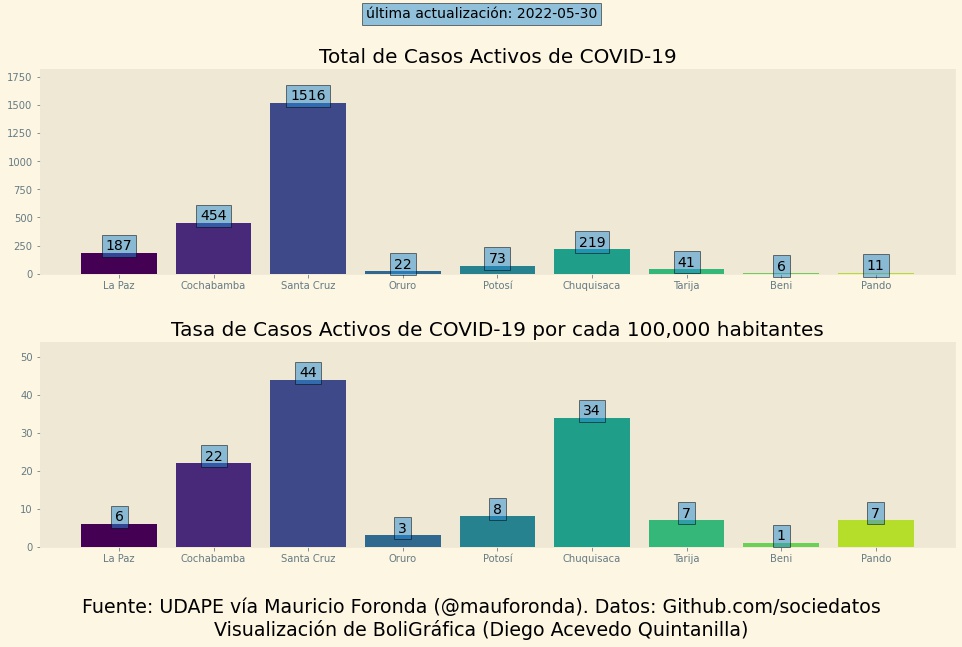 última actualización: 2022-05-30
Total de Casos Activos de COVID-19
1750
1500
1250
1000
750
500
250
0
187
454
1516
22
73
219
41
6
11
La Paz
Cochabamba
Santa Cruz
Oruro
Potosí
Chuquisaca
Tarija
Beni
Pando
Tasa de Casos Activos de COVID-19 por cada 100,000 habitantes
50
40
30
20
10
0
6
22
44
3
8
34
7
1
7
La Paz
Cochabamba
Santa Cruz
Oruro
Potosí
Chuquisaca
Tarija
Beni
Pando
Fuente: UDAPE vía Mauricio Foronda (@mauforonda). Datos: Github.com/sociedatos
Visualización de BoliGráfica (Diego Acevedo Quintanilla)